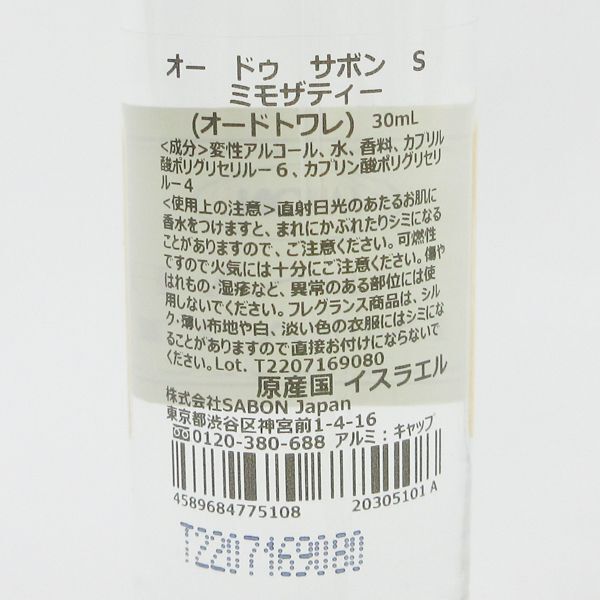 オー ドゥ サボン S
ミモザティー
(オードトワレ) 30mL
<成分>変性アルコール、水、香料、カプリル
酸ポリグリセリルー6、カプリン酸ポリグリセリ
ルー4
<使用上の注意>直射日光のあたるお肌に
香水をつけますと、まれにかぶれたりシミになる
ことがありますので、ご注意ください。可燃性
ですので火気には十分にご注意ください。傷や
はれもの・湿疹など、異常のある部位には使
用しないでください。フレグランス商品は、シル
ク・薄い布地や白、淡い色の衣服にはシミにな
ることがありますので直接お付けにならないで
ください。Lot. T2207169080
原産国 イスラエル
株式会社SABON Japan
東京都渋谷区神宮前1-4-16
0120-380-688 アルミ:キャップ
4589684775108 20305101 A
T2207169080